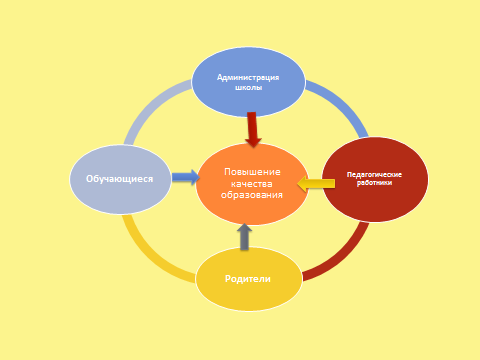 Администрация
школы
Обучающиеся
Повышение
качества
образования
Педагогические
работники
Родители